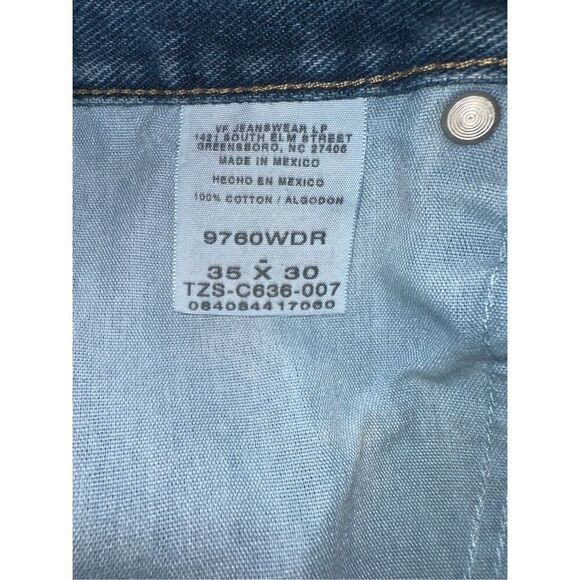 VF JEANSWEAR LP
1421 SOUTH ELM STREET
GREENSBORO, NC 27406
MADE IN MEXICO
HECHO EN MEXICO
100% COTTON / ALGODON
9760WDR
-
35 X 30
TZS-C636-007
084084417060